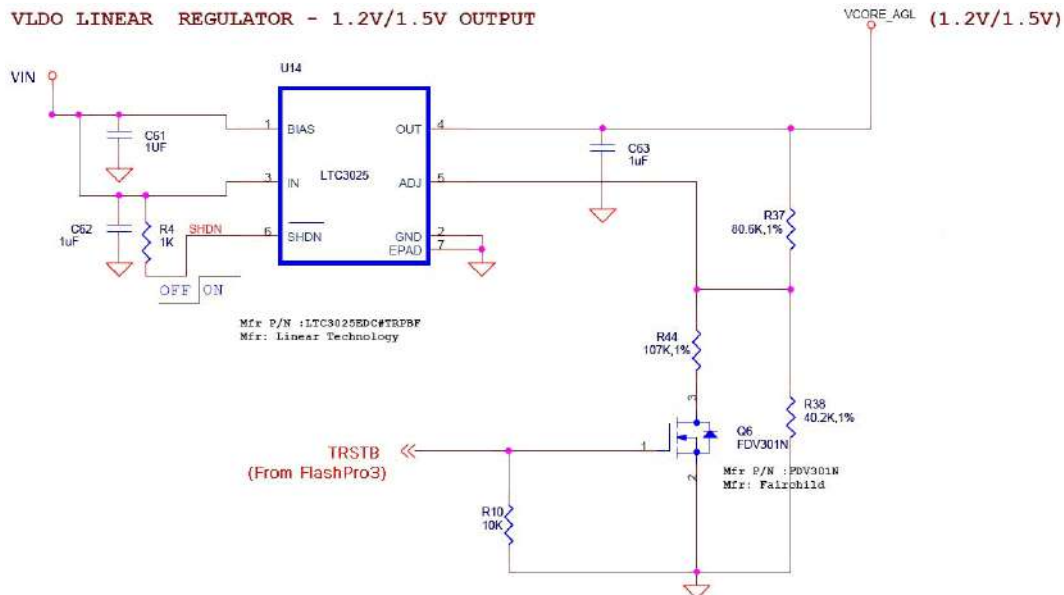 VLDO LINEAR REGULATOR - 1.2V/1.5V OUTPUT
VCORE_AGL (1.2V/1.5V)
U14
VIN
1 BIAS
OUT 4
C61
1UF
C63
1uF
LTC3025
3 IN
ADJ 5
R37
80.6K,1%
C62
1uF
R4
1K
SHDN
6 SHDN
GND 2
EPAD 7
OFF ON
Mfr P/N :LTC3025EDC#TRPBF
Mfr: Linear Technology
R44
107K,1%
3
R38
40.2K,1%
Q6
FDV301N
TRSTB
(From FlashPro3)
1
2
Mfr P/N :FDV301N
Mfr: Fairchild
R10
10K